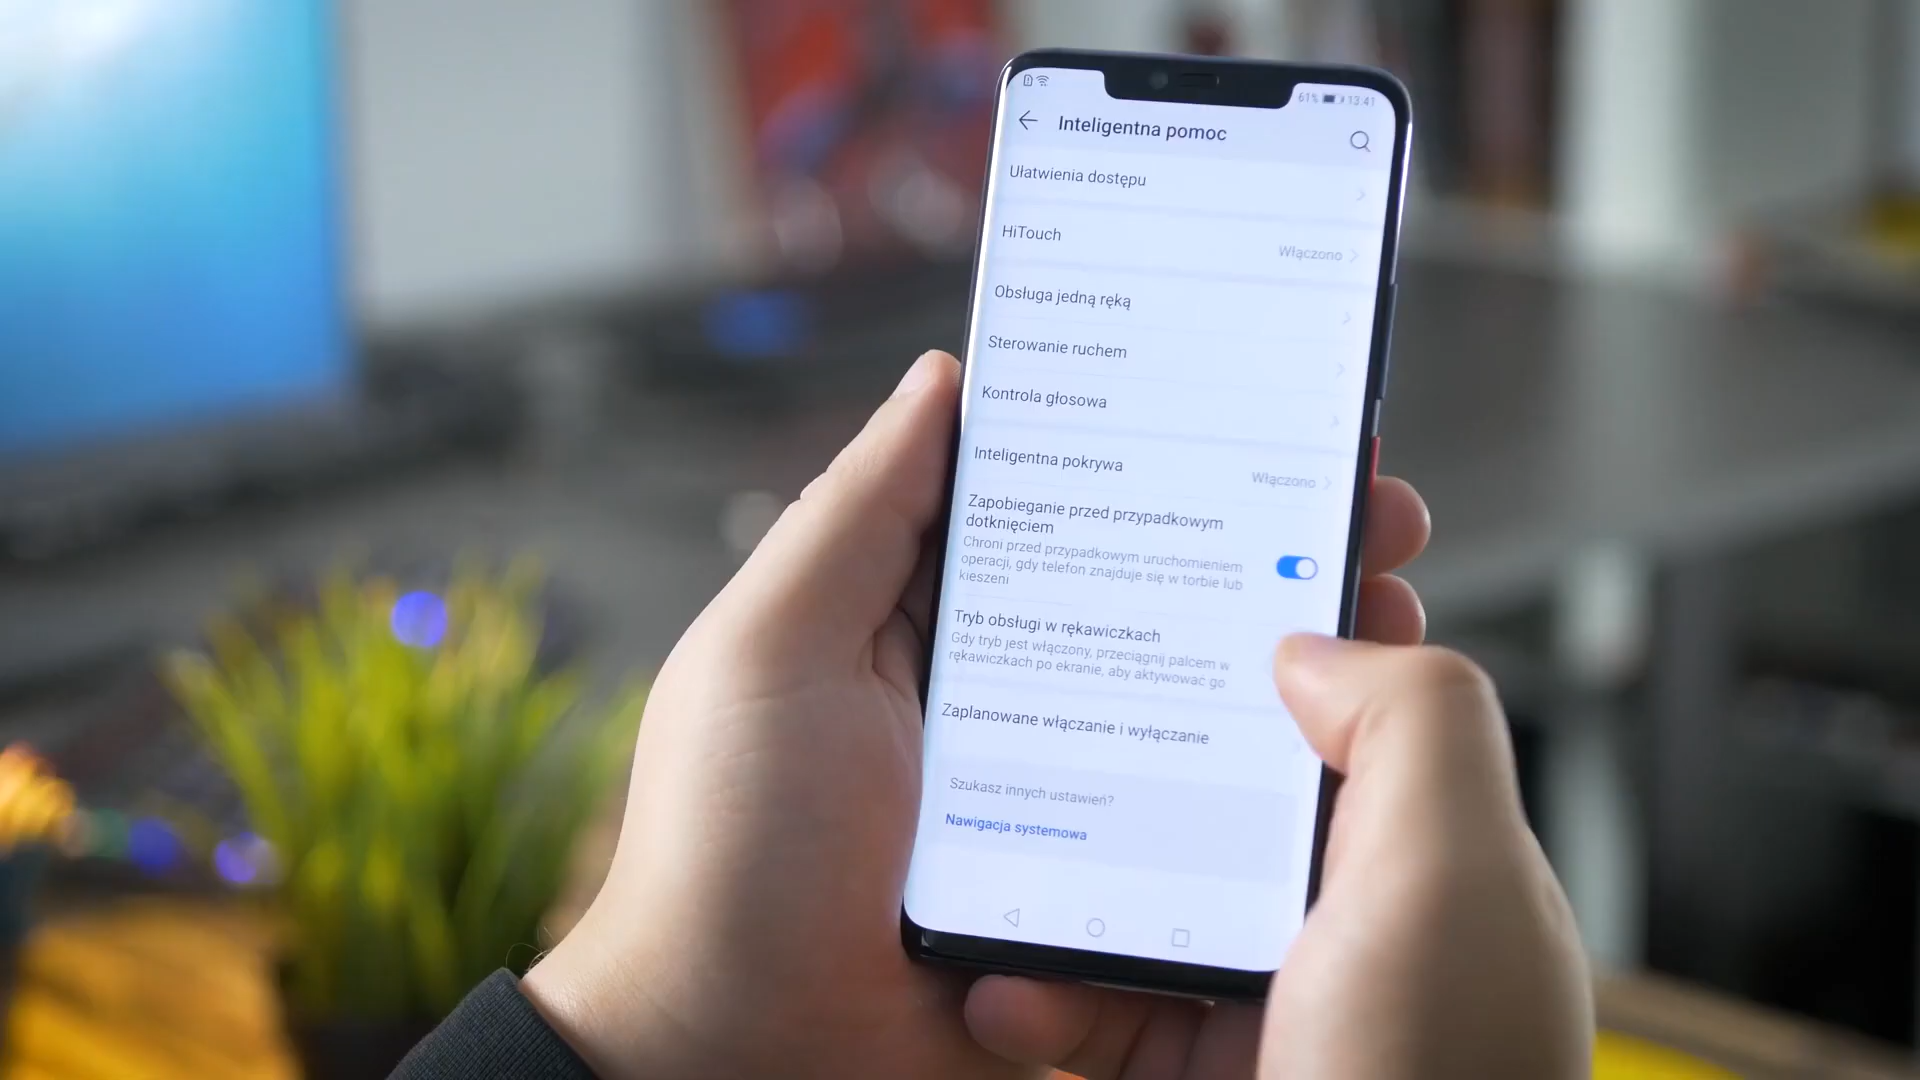 61% 13:41
Inteligentna pomoc
Ułatwienia dostępu
HiTouch
Włączono
Obsługa jedną ręką
Sterowanie ruchem
Kontrola głosowa
Inteligentna pokrywa
Włączono
Zapobieganie przed przypadkowym
dotknięciem
Chroni przed przypadkowym uruchomieniem
operacji, gdy telefon znajduje się w torbie lub
kieszeni
Tryb obsługi w rękawiczkach
Gdy tryb jest włączony, przeciągnij palcem w
rękawiczkach po ekranie, aby aktywować go
Zaplanowane włączanie i wyłączanie
Szukasz innych ustawień?
Nawigacja systemowa